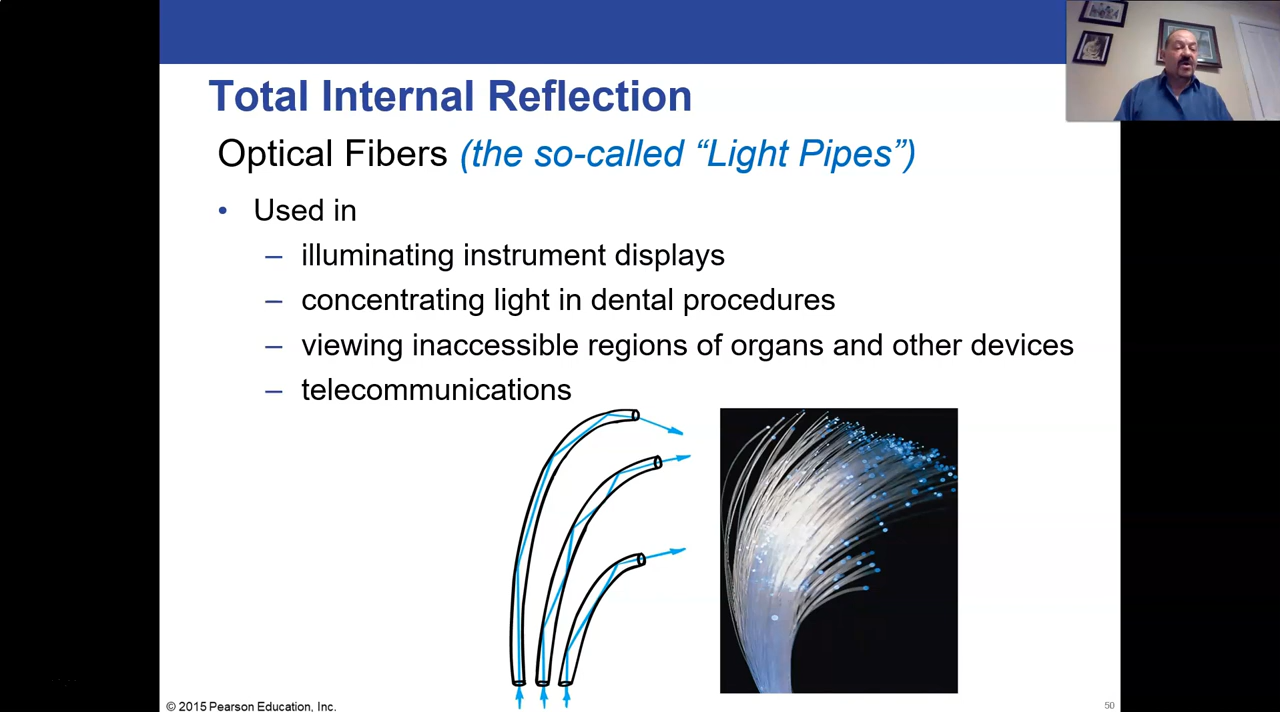 Total Internal Reflection
Optical Fibers (the so-called “Light Pipes”)
• Used in
– illuminating instrument displays
– concentrating light in dental procedures
– viewing inaccessible regions of organs and other devices
– telecommunications
© 2015 Pearson Education, Inc.
50